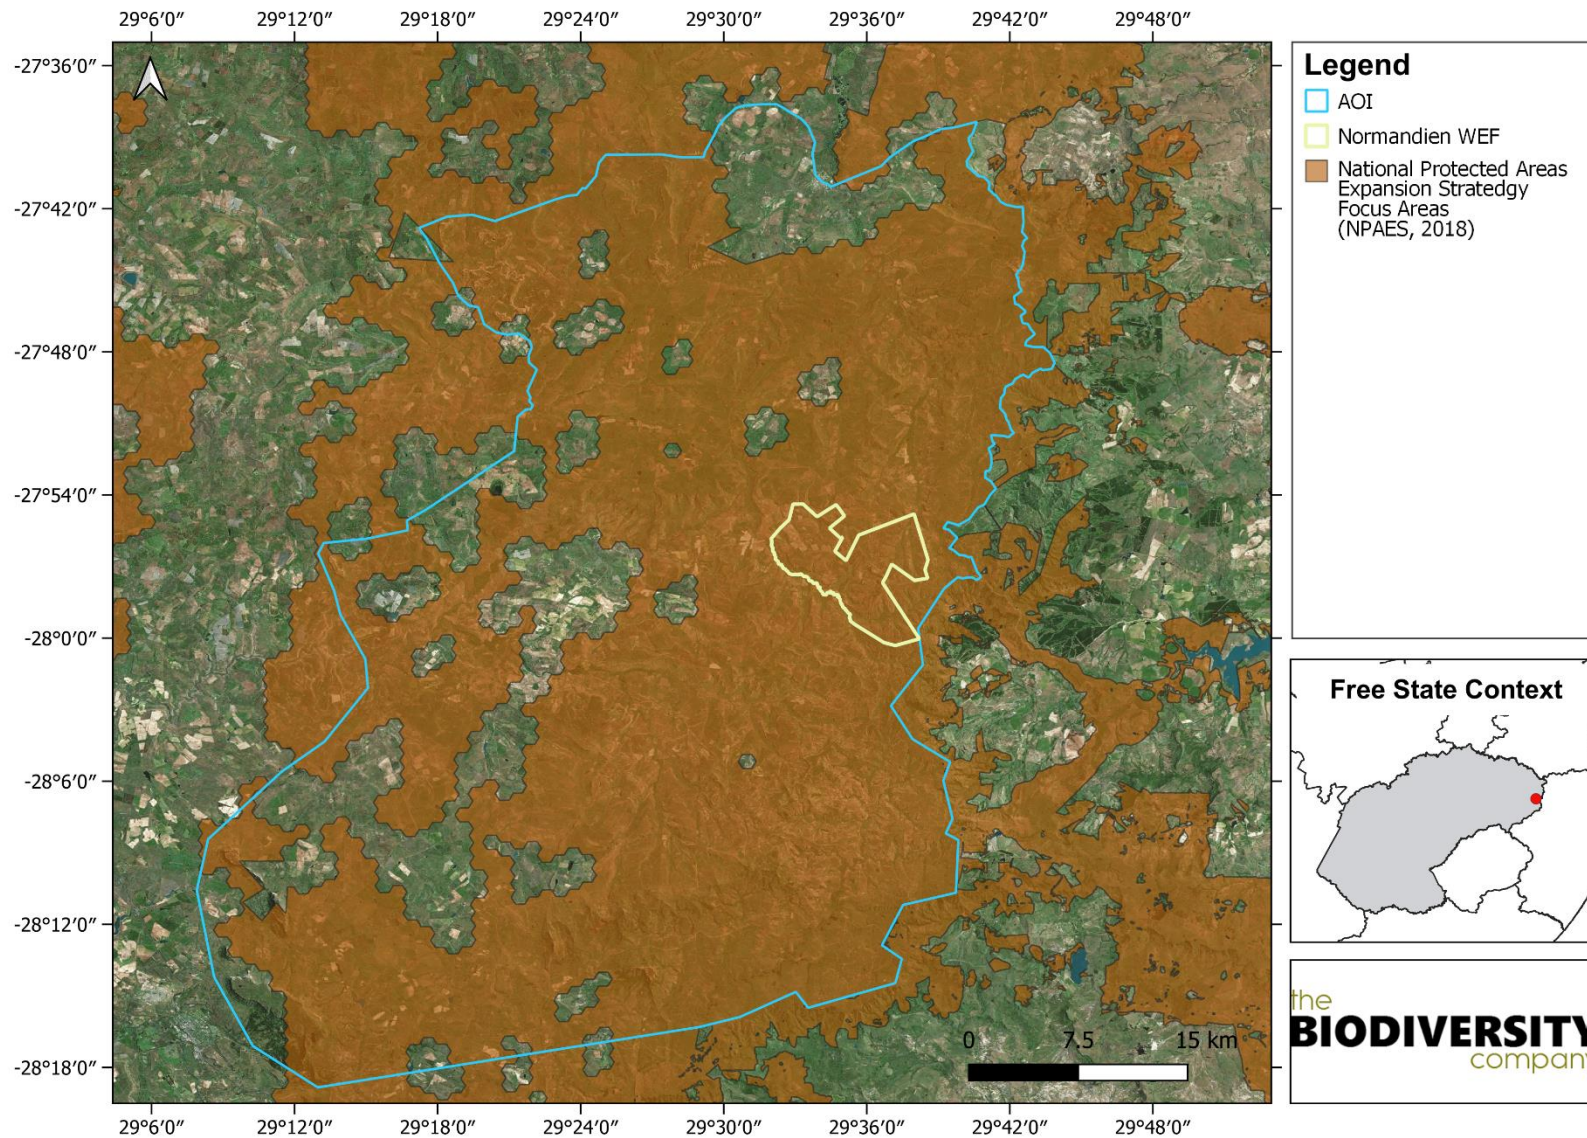 29°6′0″ 29°12′0″ 29°18′0″ 29°24′0″ 29°30′0″ 29°36′0″ 29°42′0″ 29°48′0″
-27°36′0″
-27°42′0″
-27°48′0″
-27°54′0″
-28°0′0″
-28°6′0″
-28°12′0″
-28°18′0″
0 7.5 15 km
29°6′0″ 29°12′0″ 29°18′0″ 29°24′0″ 29°30′0″ 29°36′0″ 29°42′0″ 29°48′0″
Legend
AOI
Normandien WEF
National Protected Areas
Expansion Stratedgy
Focus Areas
(NPAES, 2018)
Free State Context
the
BIODIVERSITY
company